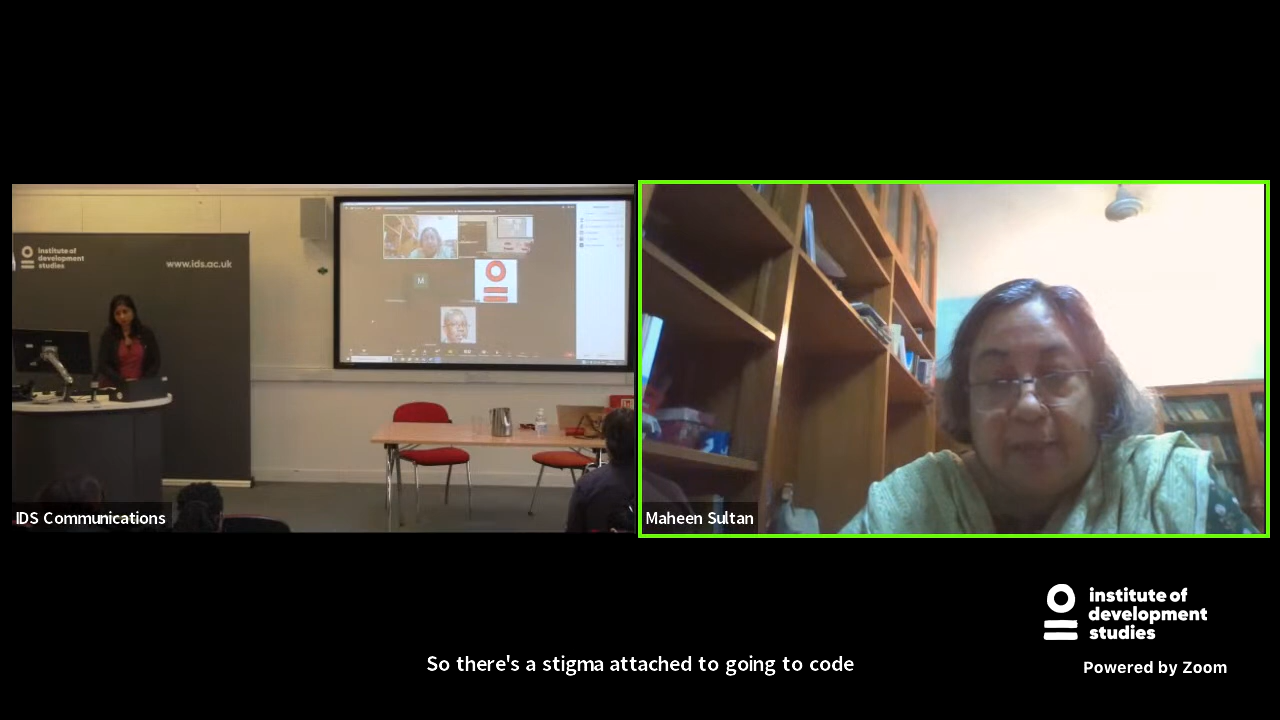 institute of
development
studies
www.ids.ac.uk
M
IDS Communications
Maheen Sultan
institute of
development
studies
Powered by Zoom
So there's a stigma attached to going to code